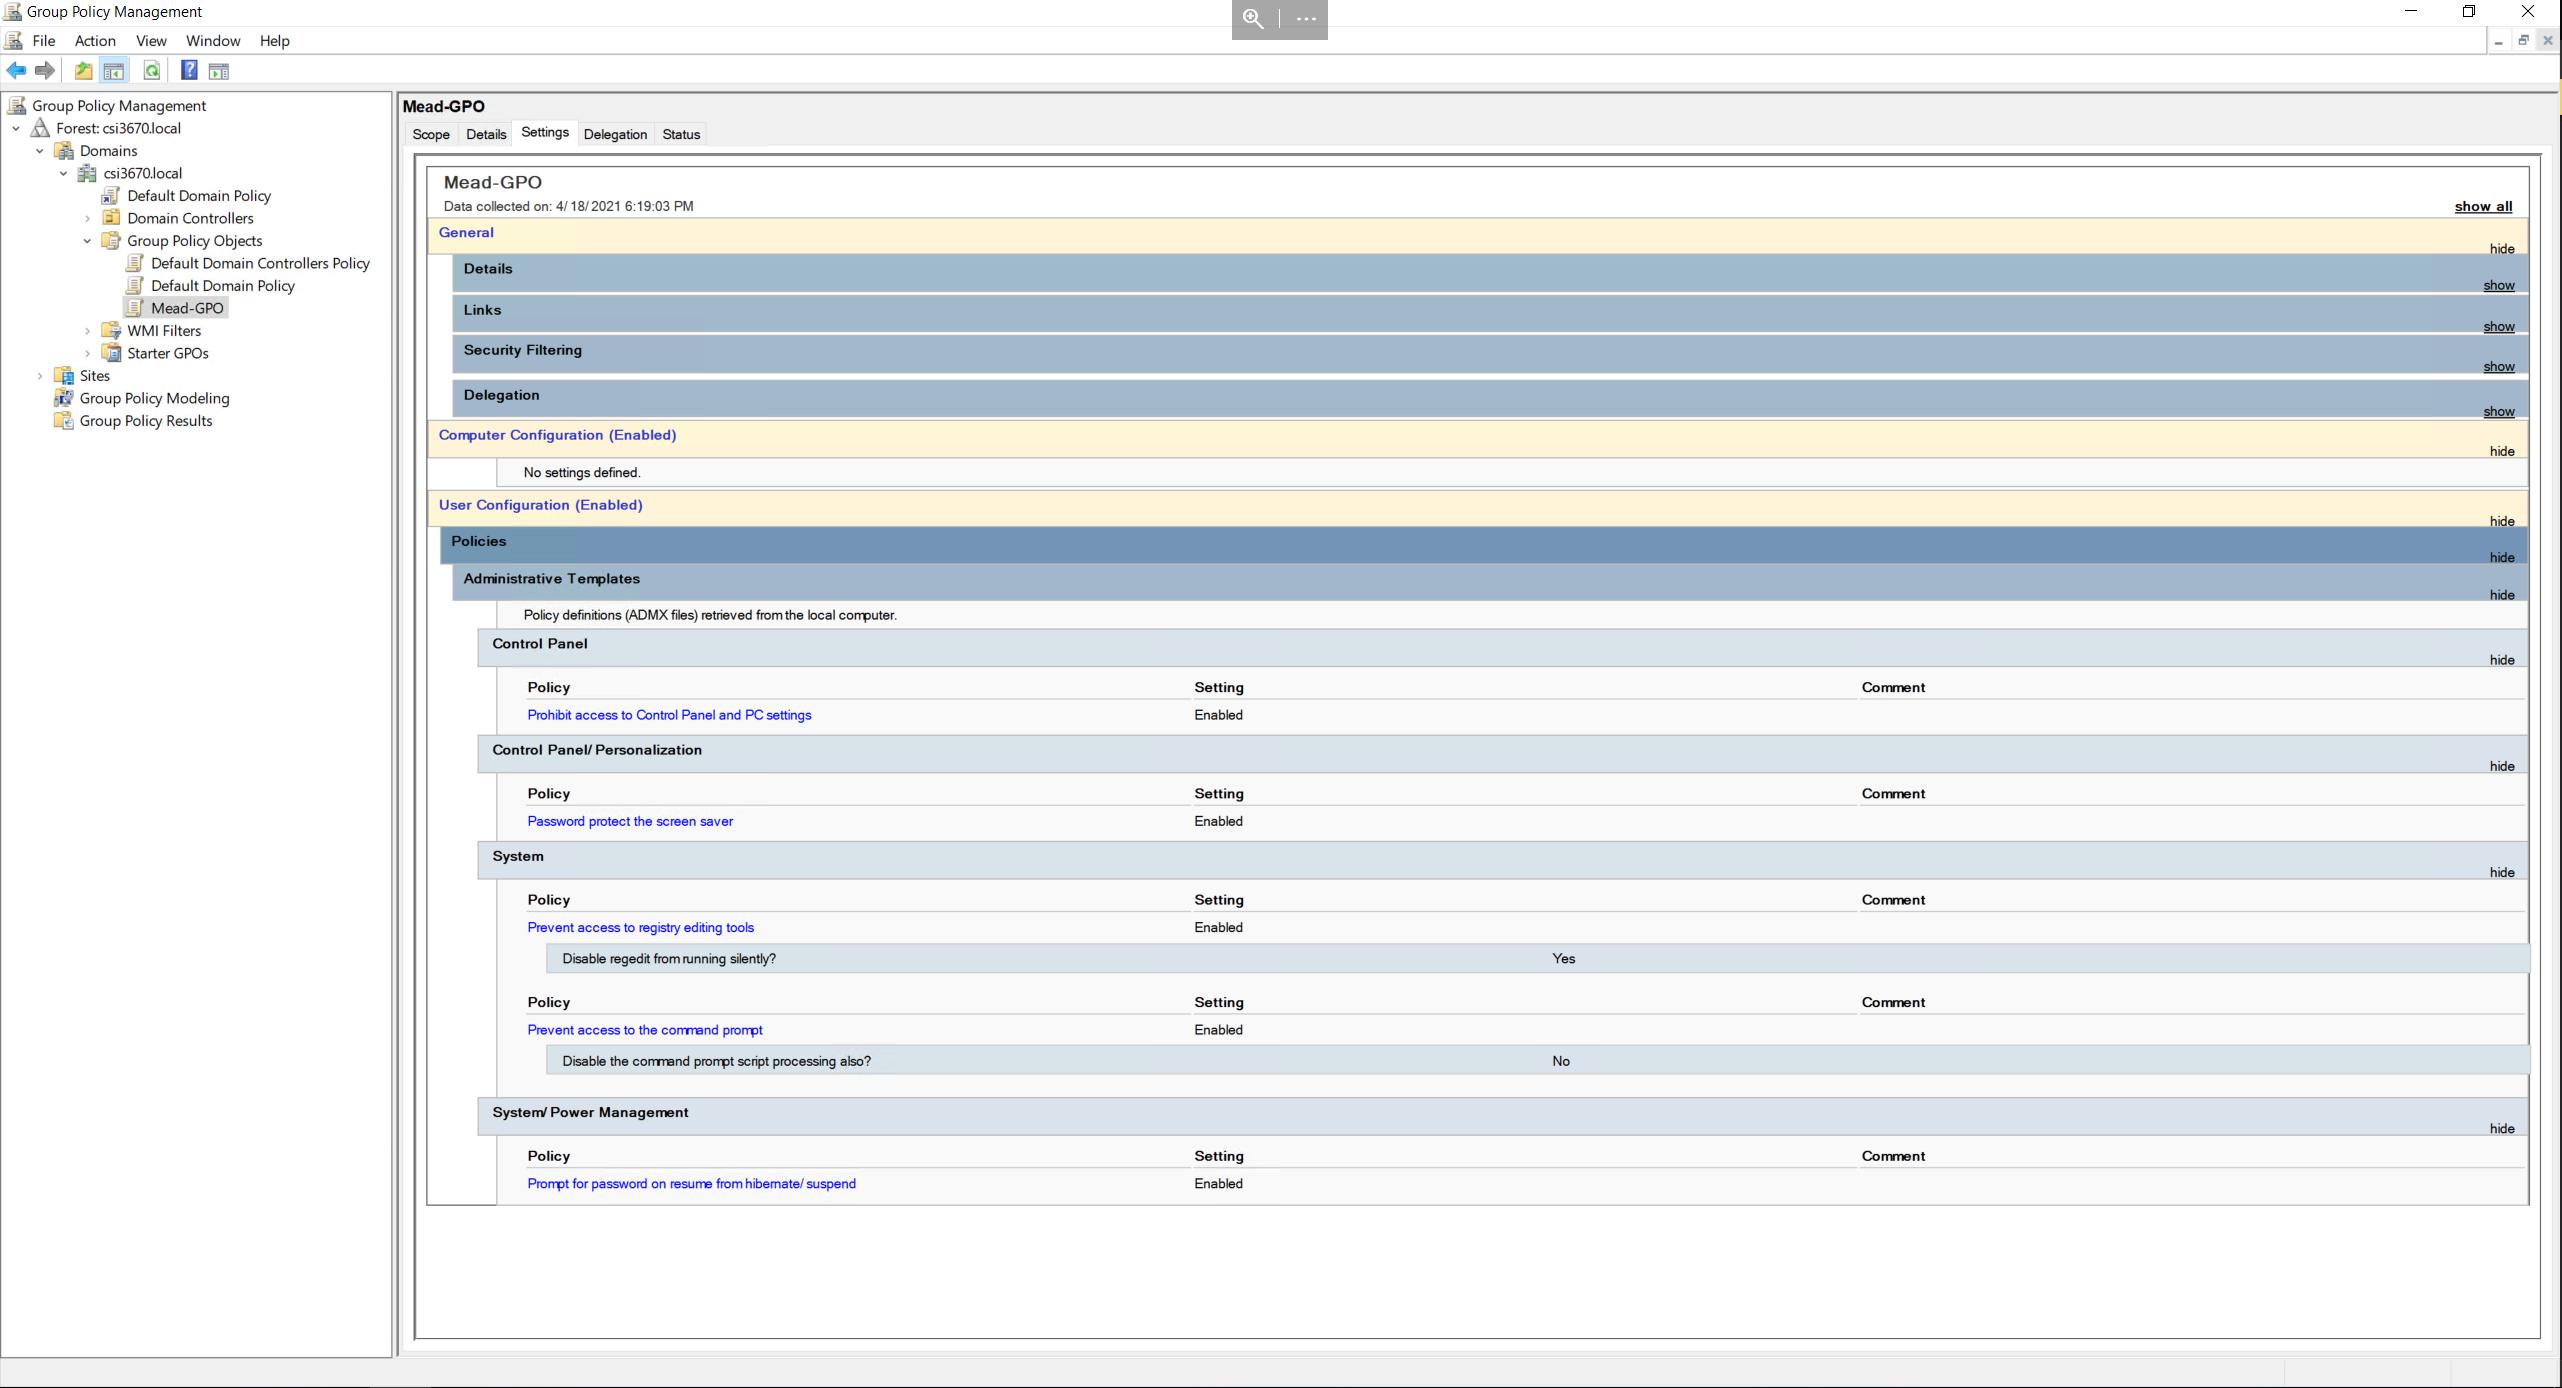 Group Policy Management
File Action View Window Help
Group Policy Management
Forest: csi3670.local
Domains
csi3670.local
Default Domain Policy
Domain Controllers
Group Policy Objects
Default Domain Controllers Policy
Default Domain Policy
Mead-GPO
WMI Filters
Starter GPOs
Sites
Group Policy Modeling
Group Policy Results
Mead-GPO
Scope Details Settings Delegation Status
Mead-GPO
Data collected on: 4/18/2021 6:19:03 PM
show all
General
hide
Details
show
Links
show
Security Filtering
show
Delegation
show
Computer Configuration (Enabled)
hide
No settings defined.
User Configuration (Enabled)
hide
Policies
hide
Administrative Templates
hide
Policy definitions (ADMX files) retrieved from the local computer.
Control Panel
hide
Policy Setting Comment
Prohibit access to Control Panel and PC settings Enabled
Control Panel/Personalization
hide
Policy Setting Comment
Password protect the screen saver Enabled
System
hide
Policy Setting Comment
Prevent access to registry editing tools Enabled
Disable regedit from running silently? Yes
Policy Setting Comment
Prevent access to the command prompt Enabled
Disable the command prompt script processing also? No
System/Power Management
hide
Policy Setting Comment
Prompt for password on resume from hibernate/suspend Enabled